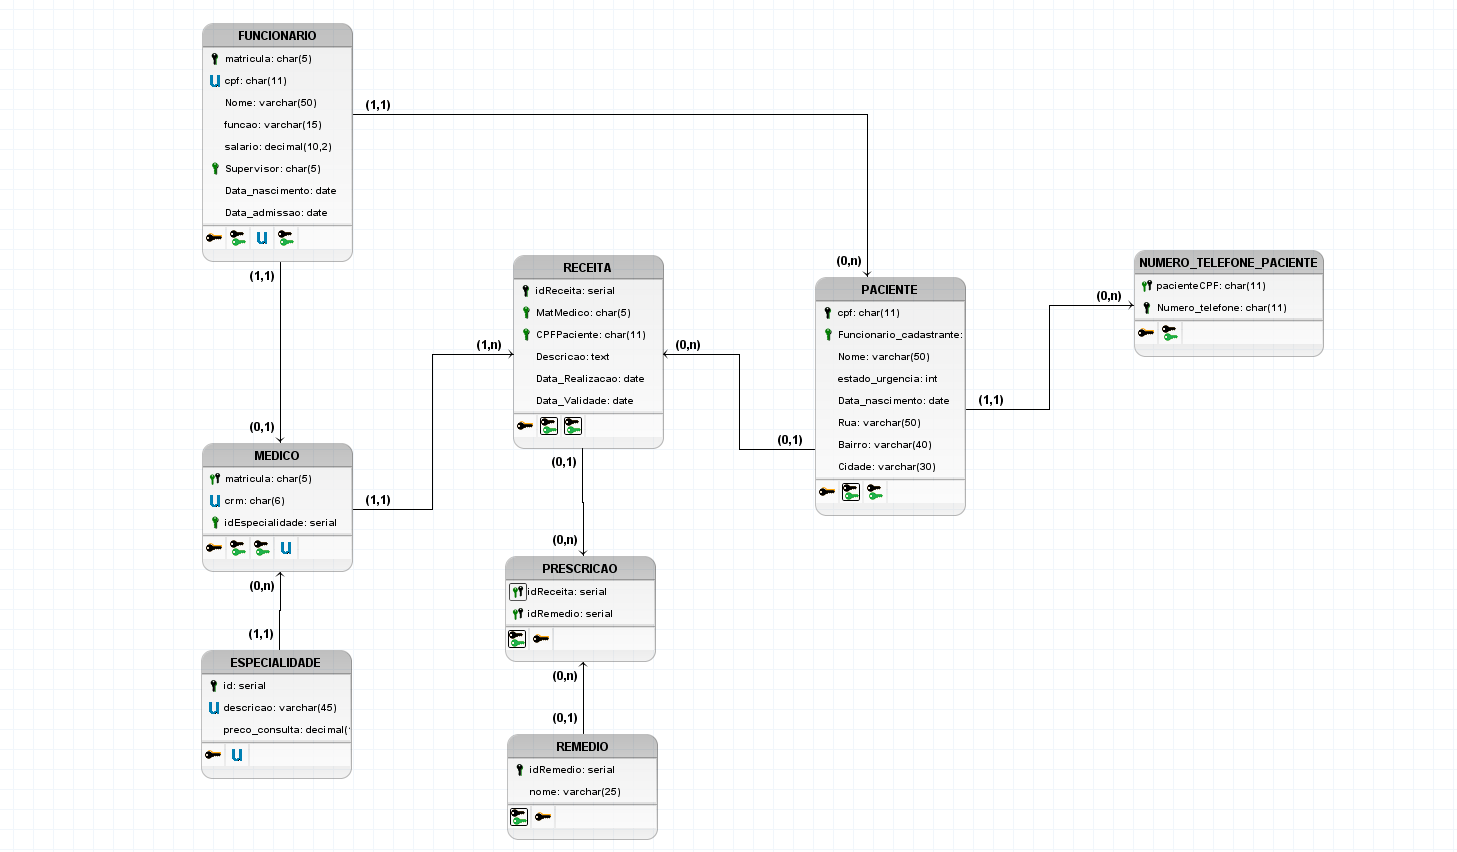 FUNCIONARIO
matricula: char(5)
U cpf: char(11)
Nome: varchar(50)
funcao: varchar(15)
salario: decimal(10,2)
Supervisor: char(5)
Data_nascimento: date
Data_admissao: date
U
(1,1)
(0,n)
(1,1)
(0,1)
MEDICO
matricula: char(5)
U crm: char(6)
idEspecialidade: serial
U
(1,1)
(1,n)
(0,n)
(1,1)
ESPECIALIDADE
id: serial
U descricao: varchar(45)
preco_consulta: decimal(
U
RECEITA
idReceita: serial
MatMedico: char(5)
CPFPaciente: char(11)
Descricao: text
Data_Realizacao: date
Data_Validade: date
(0,n)
(0,1)
(0,1)
(0,n)
PRESCRICAO
idReceita: serial
idRemedio: serial
(0,n)
(0,1)
REMEDIO
idRemedio: serial
nome: varchar(25)
PACIENTE
cpf: char(11)
Funcionario_cadastrante:
Nome: varchar(50)
estado_urgencia: int
Data_nascimento: date
Rua: varchar(50)
Bairro: varchar(40)
Cidade: varchar(30)
(1,1)
(0,n)
NUMERO_TELEFONE_PACIENTE
pacienteCPF: char(11)
Numero_telefone: char(11)